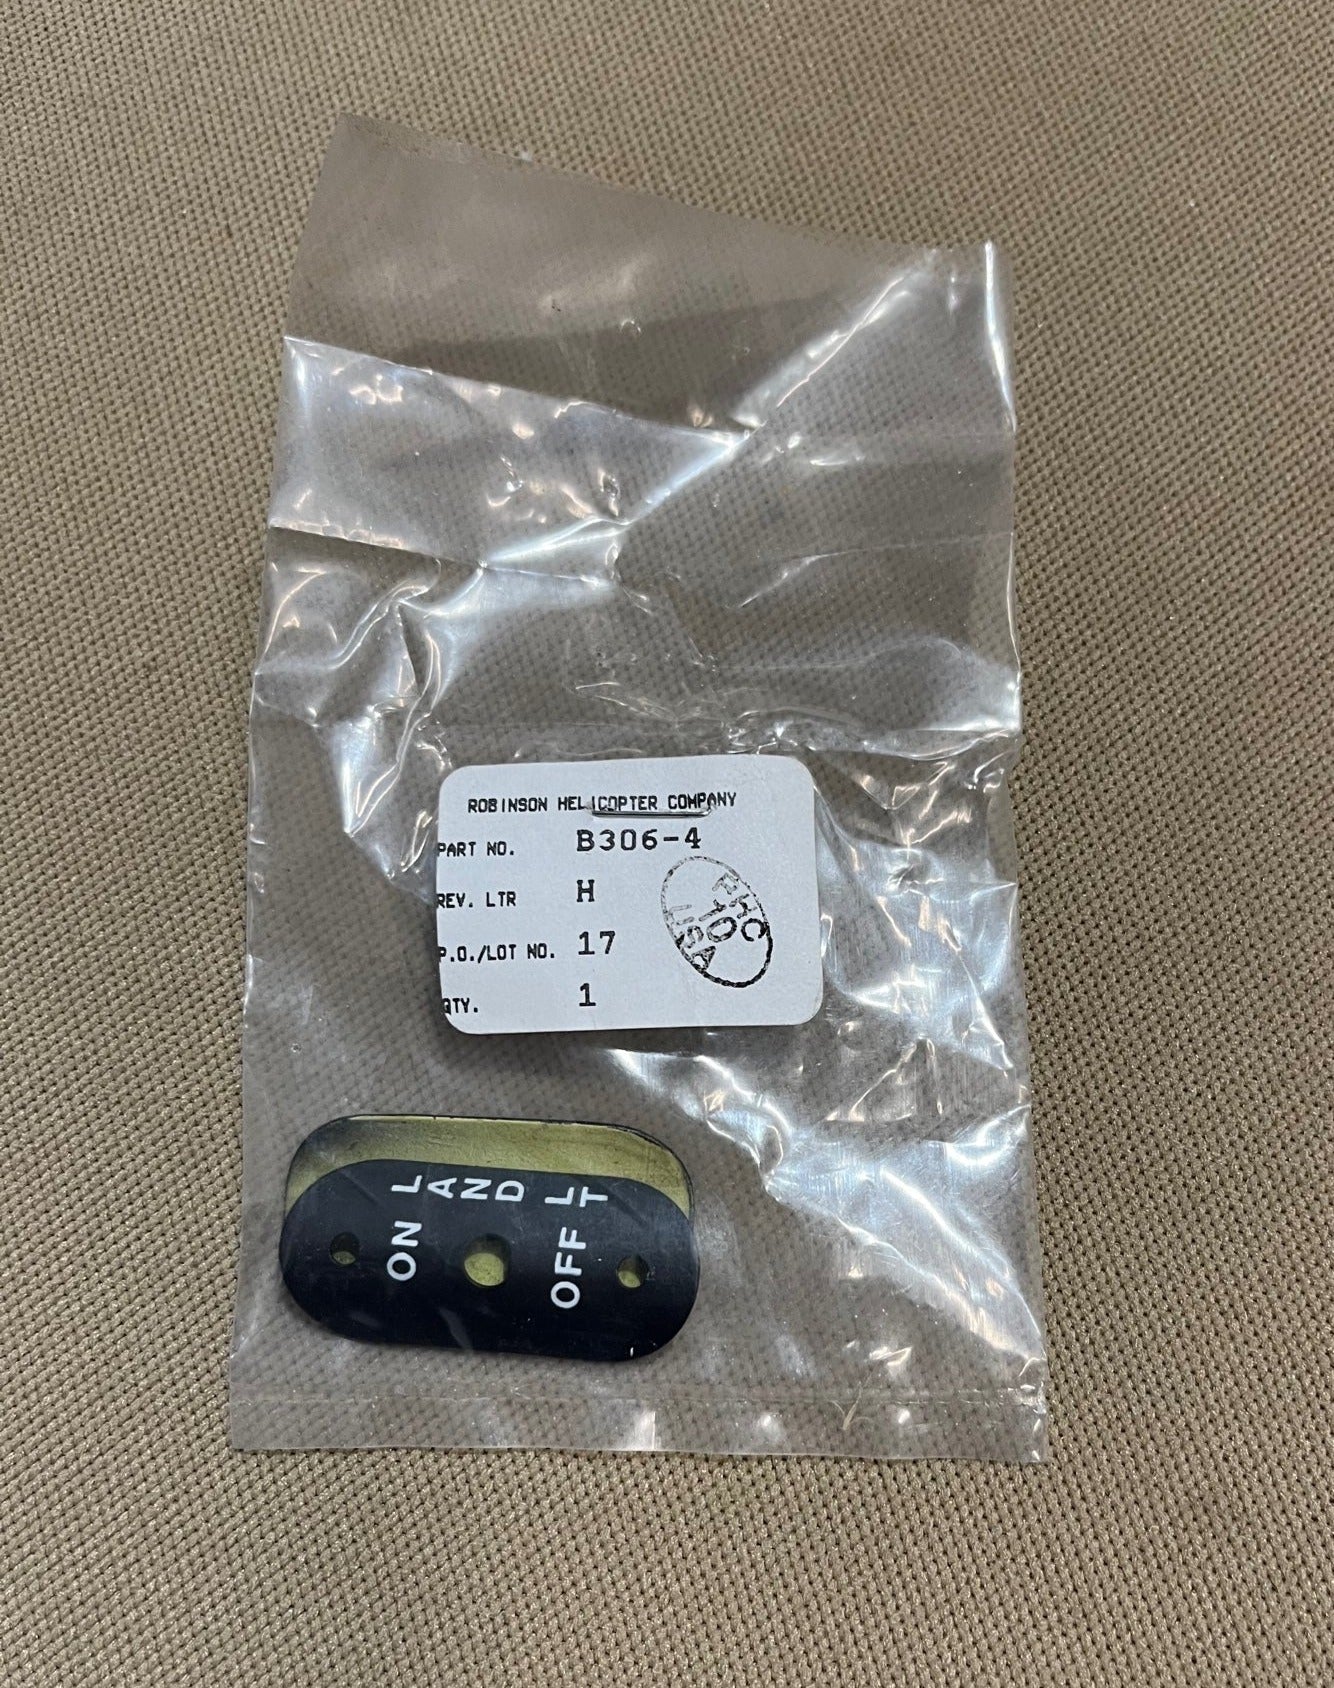 ROBINSON HELICOPTER COMPANY
PART NO. B306-4
REV. LTR H
P.O./LOT NO. 17
QTY. 1
RHC
F10
USA
LAND LT
ON OFF